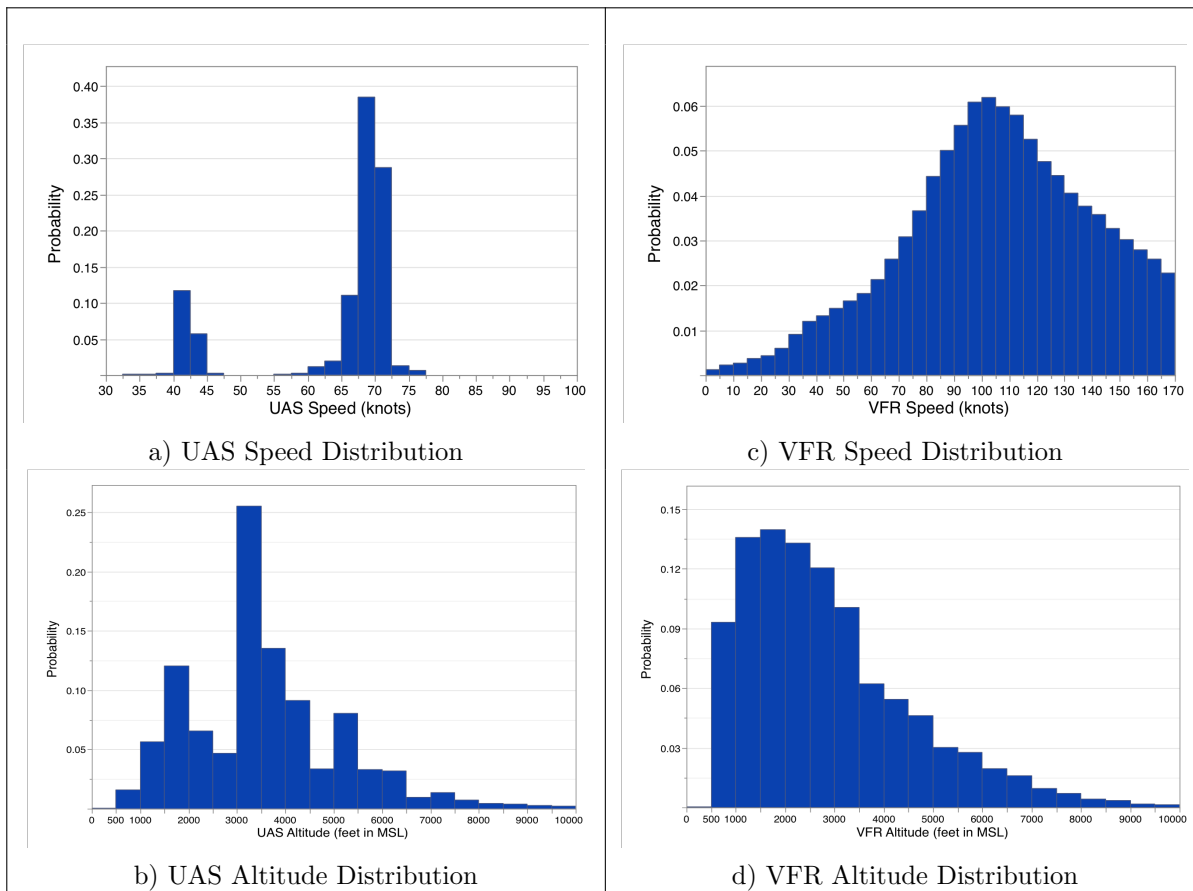 0.40
0.35
0.30
0.25
0.20
0.15
0.10
0.05
Probability
30 35 40 45 50 55 60 65 70 75 80 85 90 95 100
UAS Speed (knots)
a) UAS Speed Distribution
0.06
0.05
0.04
0.03
0.02
0.01
Probability
0 10 20 30 40 50 60 70 80 90 100 110 120 130 140 150 160 170
VFR Speed (knots)
c) VFR Speed Distribution
0.25
0.20
0.15
0.10
0.05
Probability
0 500 1000 2000 3000 4000 5000 6000 7000 8000 9000 10000
UAS Altitude (feet in MSL)
b) UAS Altitude Distribution
0.15
0.12
0.09
0.06
0.03
Probability
0 500 1000 2000 3000 4000 5000 6000 7000 8000 9000 10000
VFR Altitude (feet in MSL)
d) VFR Altitude Distribution